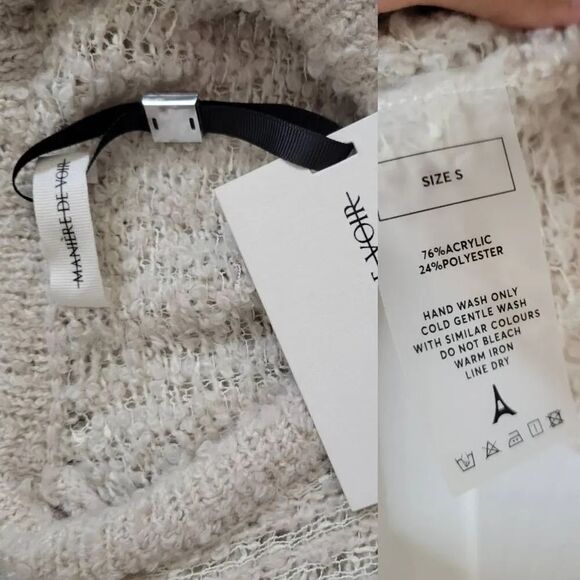 MANIÈRE DE VOIR
VOIR
SIZE S
76%ACRYLIC
24%POLYESTER
HAND WASH ONLY
COLD GENTLE WASH
WITH SIMILAR COLOURS
DO NOT BLEACH
WARM IRON
LINE DRY